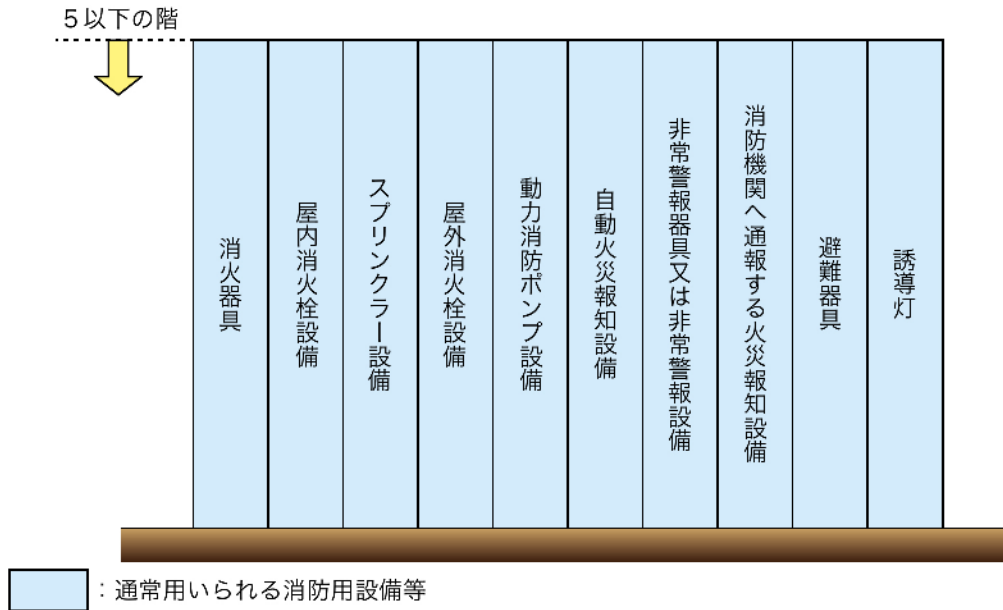 5以下の階
消火器具
屋内消火栓設備
スプリンクラー設備
屋外消火栓設備
動力消防ポンプ設備
自動火災報知設備
非常警報器具又は非常警報設備
消防機関へ通報する火災報知設備
避難器具
誘導灯
：通常用いられる消防用設備等